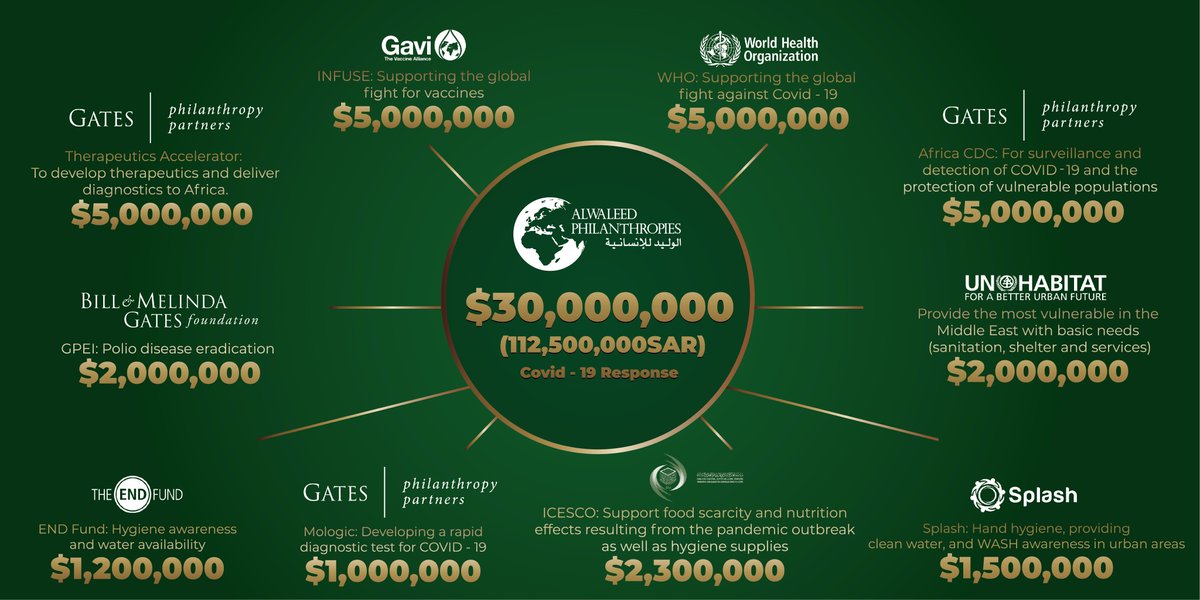 Gavi
The Vaccine Alliance
INFUSE: Supporting the global
fight for vaccines
$5,000,000
World Health
Organization
WHO: Supporting the global
fight against Covid - 19
$5,000,000
GATES
philanthropy
partners
Therapeutics Accelerator:
To develop therapeutics and deliver
diagnostics to Africa.
$5,000,000
GATES
philanthropy
partners
Africa CDC: For surveillance and
detection of COVID-19 and the
protection of vulnerable populations
$5,000,000
ALWALEED
PHILANTHROPIES
الوليد للإنسانية
$30,000,000
(112,500,000SAR)
Covid - 19 Response
BILL & MELINDA
GATES foundation
GPEI: Polio disease eradication
$2,000,000
UN HABITAT
FOR A BETTER URBAN FUTURE
Provide the most vulnerable in the
Middle East with basic needs
(sanitation, shelter and services)
$2,000,000
THE END FUND
END Fund: Hygiene awareness
and water availability
$1,200,000
GATES
philanthropy
partners
Mologic: Developing a rapid
diagnostic test for COVID - 19
$1,000,000
ICESCO: Support food scarcity and nutrition
effects resulting from the pandemic outbreak
as well as hygiene supplies
$2,300,000
Splash
Splash: Hand hygiene, providing
clean water, and WASH awareness in urban areas
$1,500,000